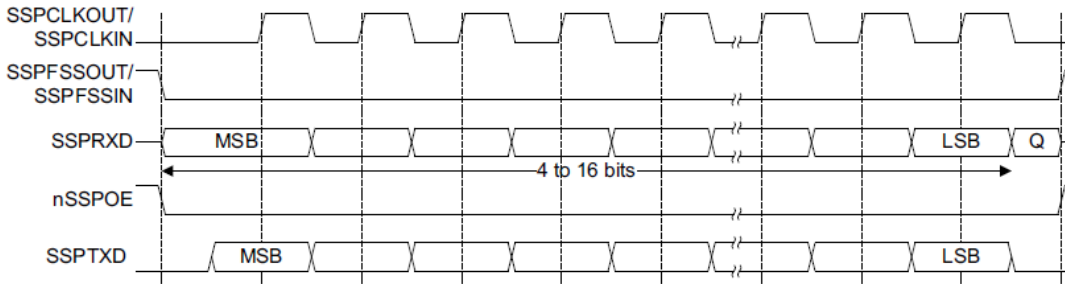 SSPCLKOUT/
SSPCLKIN
SSPFSSOUT/
SSPFSSIN
SSPRXD MSB LSB Q
4 to 16 bits
nSSPOE
SSPTXD MSB LSB